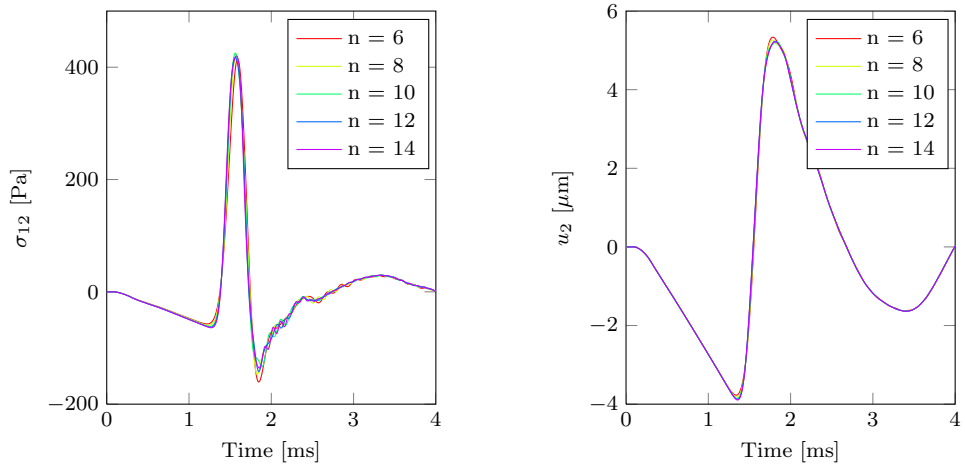 n = 6
n = 8
n = 10
n = 12
n = 14
400
200
0
−200
0
1
2
3
4
Time [ms]
σ12 [Pa]
n = 6
n = 8
n = 10
n = 12
n = 14
6
4
2
0
−2
−4
0
1
2
3
4
Time [ms]
u2 [μm]